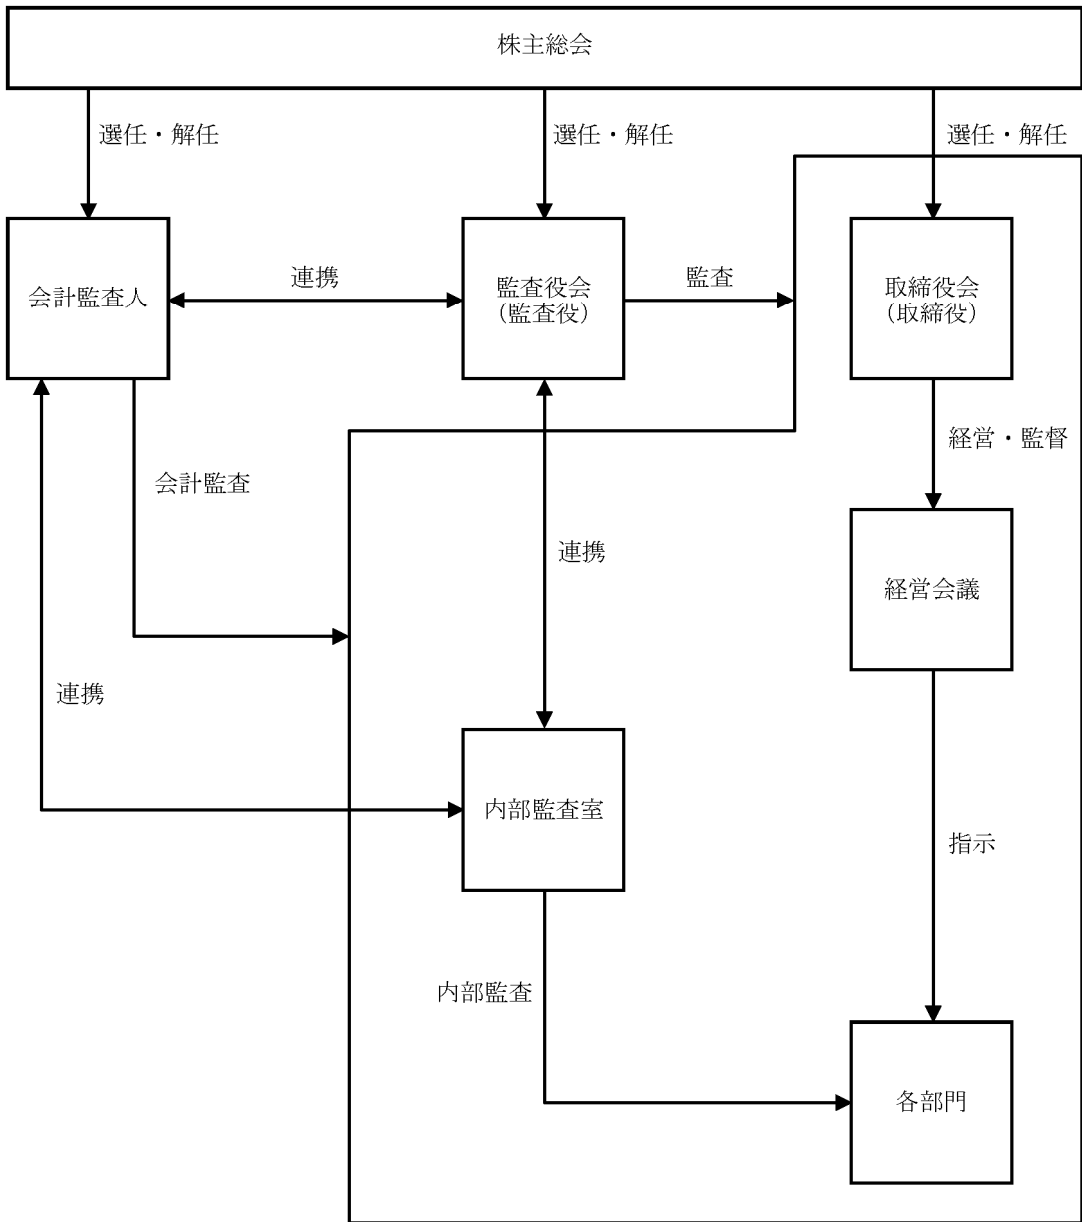 株主総会
選任・解任
選任・解任
選任・解任
会計監査人
連携
監査役会
（監査役）
監査
取締役会
（取締役）
経営・監督
会計監査
連携
経営会議
連携
内部監査室
指示
内部監査
各部門